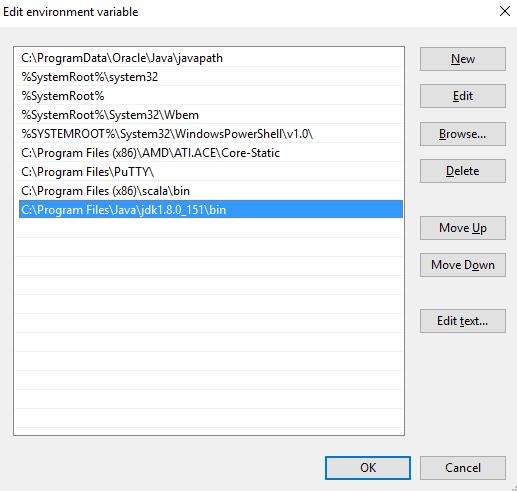 Edit environment variable
C:\ProgramData\Oracle\Java\javapath
%SystemRoot%\system32
%SystemRoot%
%SystemRoot%\System32\Wbem
%SYSTEMROOT%\System32\WindowsPowerShell\v1.0\
C:\Program Files (x86)\AMD\ATI.ACE\Core-Static
C:\Program Files\PuTTY\
C:\Program Files (x86)\scala\bin
C:\Program Files\Java\jdk1.8.0_151\bin
New
Edit
Browse...
Delete
Move Up
Move Down
Edit text...
OK
Cancel